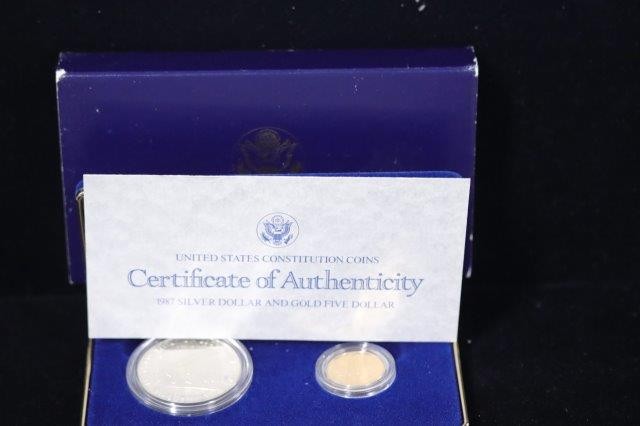 UNITED STATES CONSTITUTION COINS
Certificate of Authenticity
1987 SILVER DOLLAR AND GOLD FIVE DOLLAR